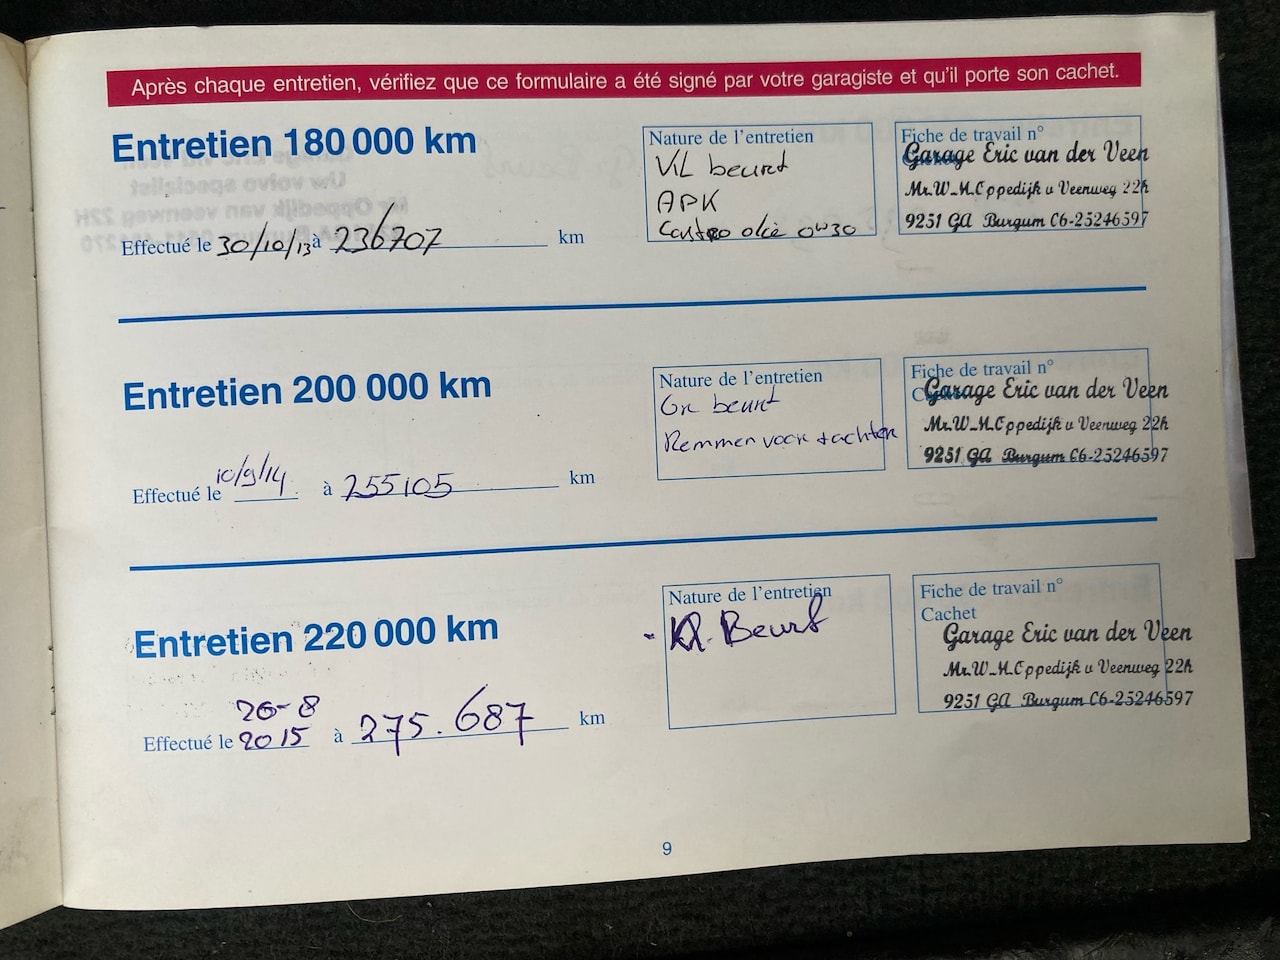 Après chaque entretien, vérifiez que ce formulaire a été signé par votre garagiste et qu'il porte son cachet.
Entretien 180 000 km
Effectué le 30/10/13 à 236707 km
Nature de l'entretien
beurt
APK
olie 0w30
Fiche de travail n°
Garage Eric van der Veen
Mr.W.M.Oppedijk v Veenweg 22h
9251 GA Burgum 06-25246597
Entretien 200 000 km
Effectué le 10/9/14 à 255105 km
Nature de l'entretien
Gr beurt
Remmen voor + achter
Fiche de travail n°
Garage Eric van der Veen
Mr.W.M.Oppedijk v Veenweg 22h
9251 GA Burgum 06-25246597
Entretien 220 000 km
Effectué le 26-8 2015 à 275.687 km
Nature de l'entretien
Beurt
Fiche de travail n°
Cachet
Garage Eric van der Veen
Mr.W.M.Oppedijk v Veenweg 22h
9251 GA Burgum 06-25246597
9